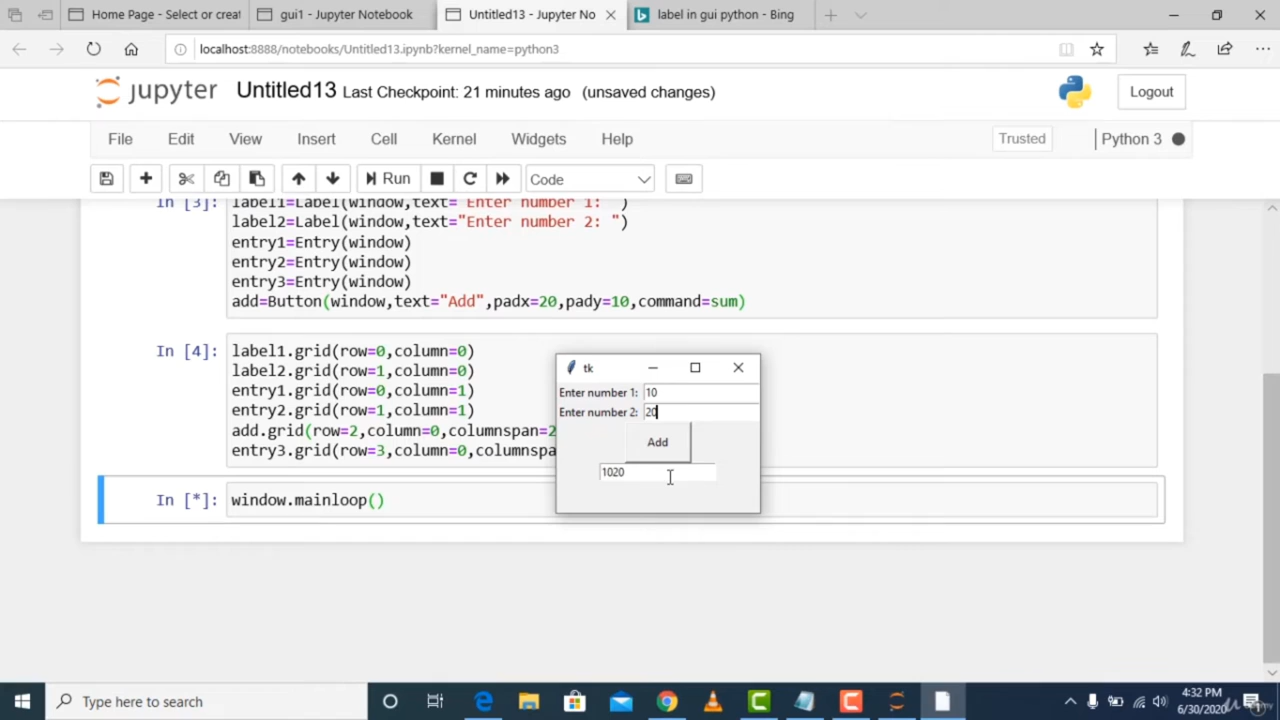 Home Page - Select or creat
gui1 - Jupyter Notebook
Untitled13 - Jupyter No
label in gui python - Bing
localhost:8888/notebooks/Untitled13.ipynb?kernel_name=python3
jupyter Untitled13 Last Checkpoint: 21 minutes ago (unsaved changes)
Logout
File Edit View Insert Cell Kernel Widgets Help
Trusted
Python 3
Run
Code
In [3]: label1=Label(window,text="Enter number 1: ")
label2=Label(window,text="Enter number 2: ")
entry1=Entry(window)
entry2=Entry(window)
entry3=Entry(window)
add=Button(window,text="Add",padx=20,pady=10,command=sum)
In [4]: label1.grid(row=0,column=0)
label2.grid(row=1,column=0)
entry1.grid(row=0,column=1)
entry2.grid(row=1,column=1)
add.grid(row=2,column=0,columnspan=2
entry3.grid(row=3,column=0,columnspa
tk
Enter number 1: 10
Enter number 2: 20
Add
1020
In [*]: window.mainloop()
Type here to search
4:32 PM
6/30/2020